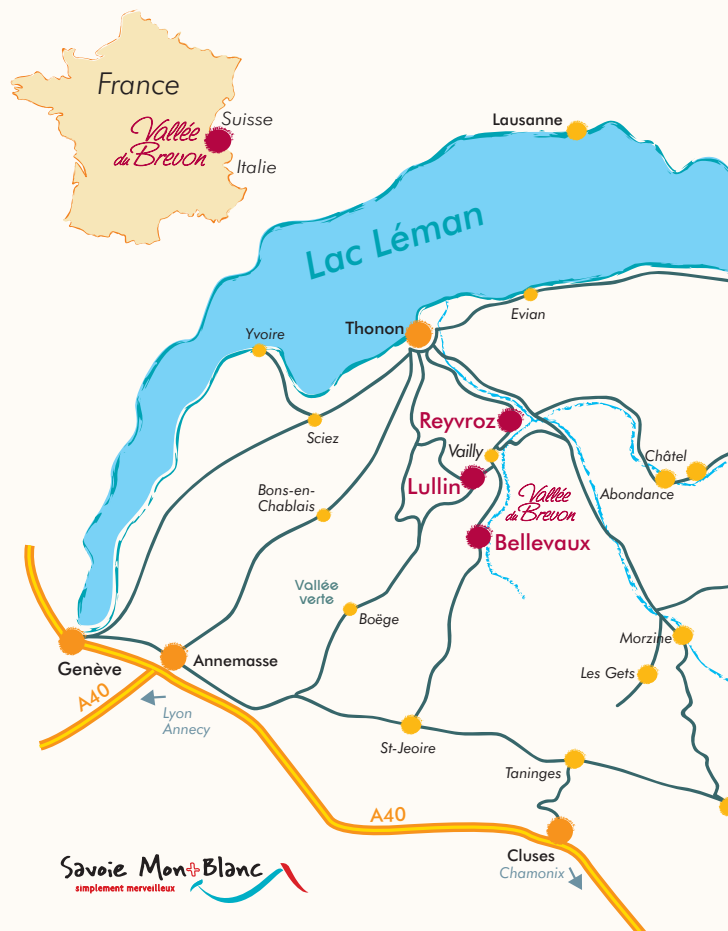 France
Suisse
Vallée
du Brevon
Italie
Lausanne
Lac Léman
Evian
Thonon
Yvoire
Sciez
Reyvroz
Vailly
Châtel
Abondance
Lullin
Bons-en-
Chablais
Vallée
du Brevon
Bellevaux
Vallée
verte
Boëge
Morzine
Genève
Annemasse
Les Gets
A40
Lyon
Annecy
St-Jeoire
Taninges
A40
Cluses
Chamonix
Savoie Mont Blanc
simplement merveilleux